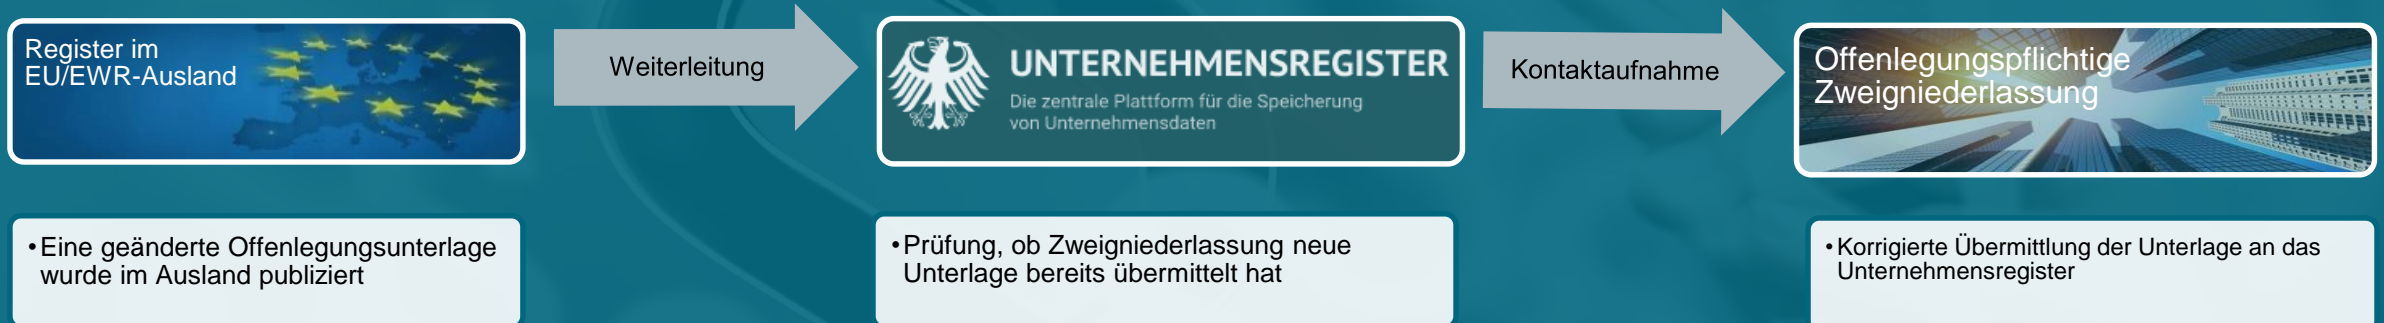 Register im
EU/EWR-Ausland
Weiterleitung
UNTERNEHMENSREGISTER
Die zentrale Plattform für die Speicherung
von Unternehmensdaten
Kontaktaufnahme
Offenlegungspflichtige
Zweigniederlassung
•Eine geänderte Offenlegungsunterlage
wurde im Ausland publiziert
•Prüfung, ob Zweigniederlassung neue
Unterlage bereits übermittelt hat
•Korrigierte Übermittlung der Unterlage an das
Unternehmensregister